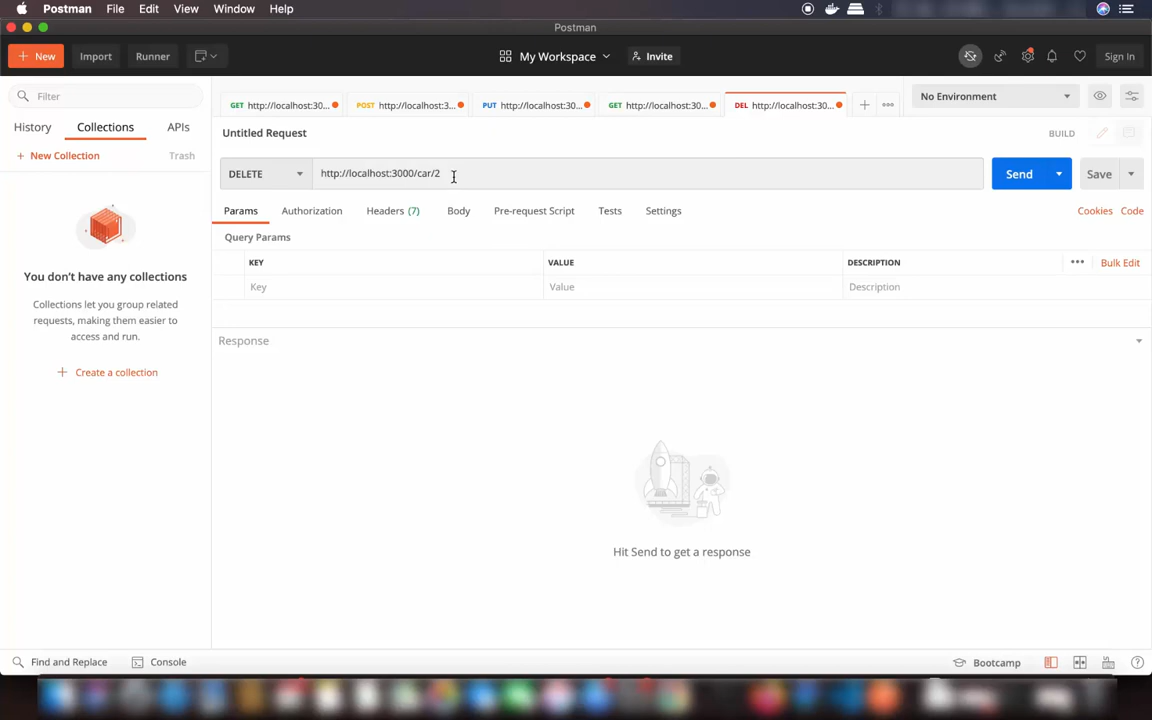 Postman File Edit View Window Help
Postman
+ New Import Runner My Workspace Invite Sign In
Filter
History Collections APIs
+ New Collection Trash
You don't have any collections
Collections let you group related
requests, making them easier to
access and run.
+ Create a collection
GET http://localhost:30... POST http://localhost:3... PUT http://localhost:30... GET http://localhost:30... DEL http://localhost:30... + ... No Environment
Untitled Request BUILD
DELETE http://localhost:3000/car/2 Send Save
Params Authorization Headers (7) Body Pre-request Script Tests Settings Cookies Code
Query Params
KEY VALUE DESCRIPTION ... Bulk Edit
Key Value Description
Response
Hit Send to get a response
Find and Replace Console Bootcamp